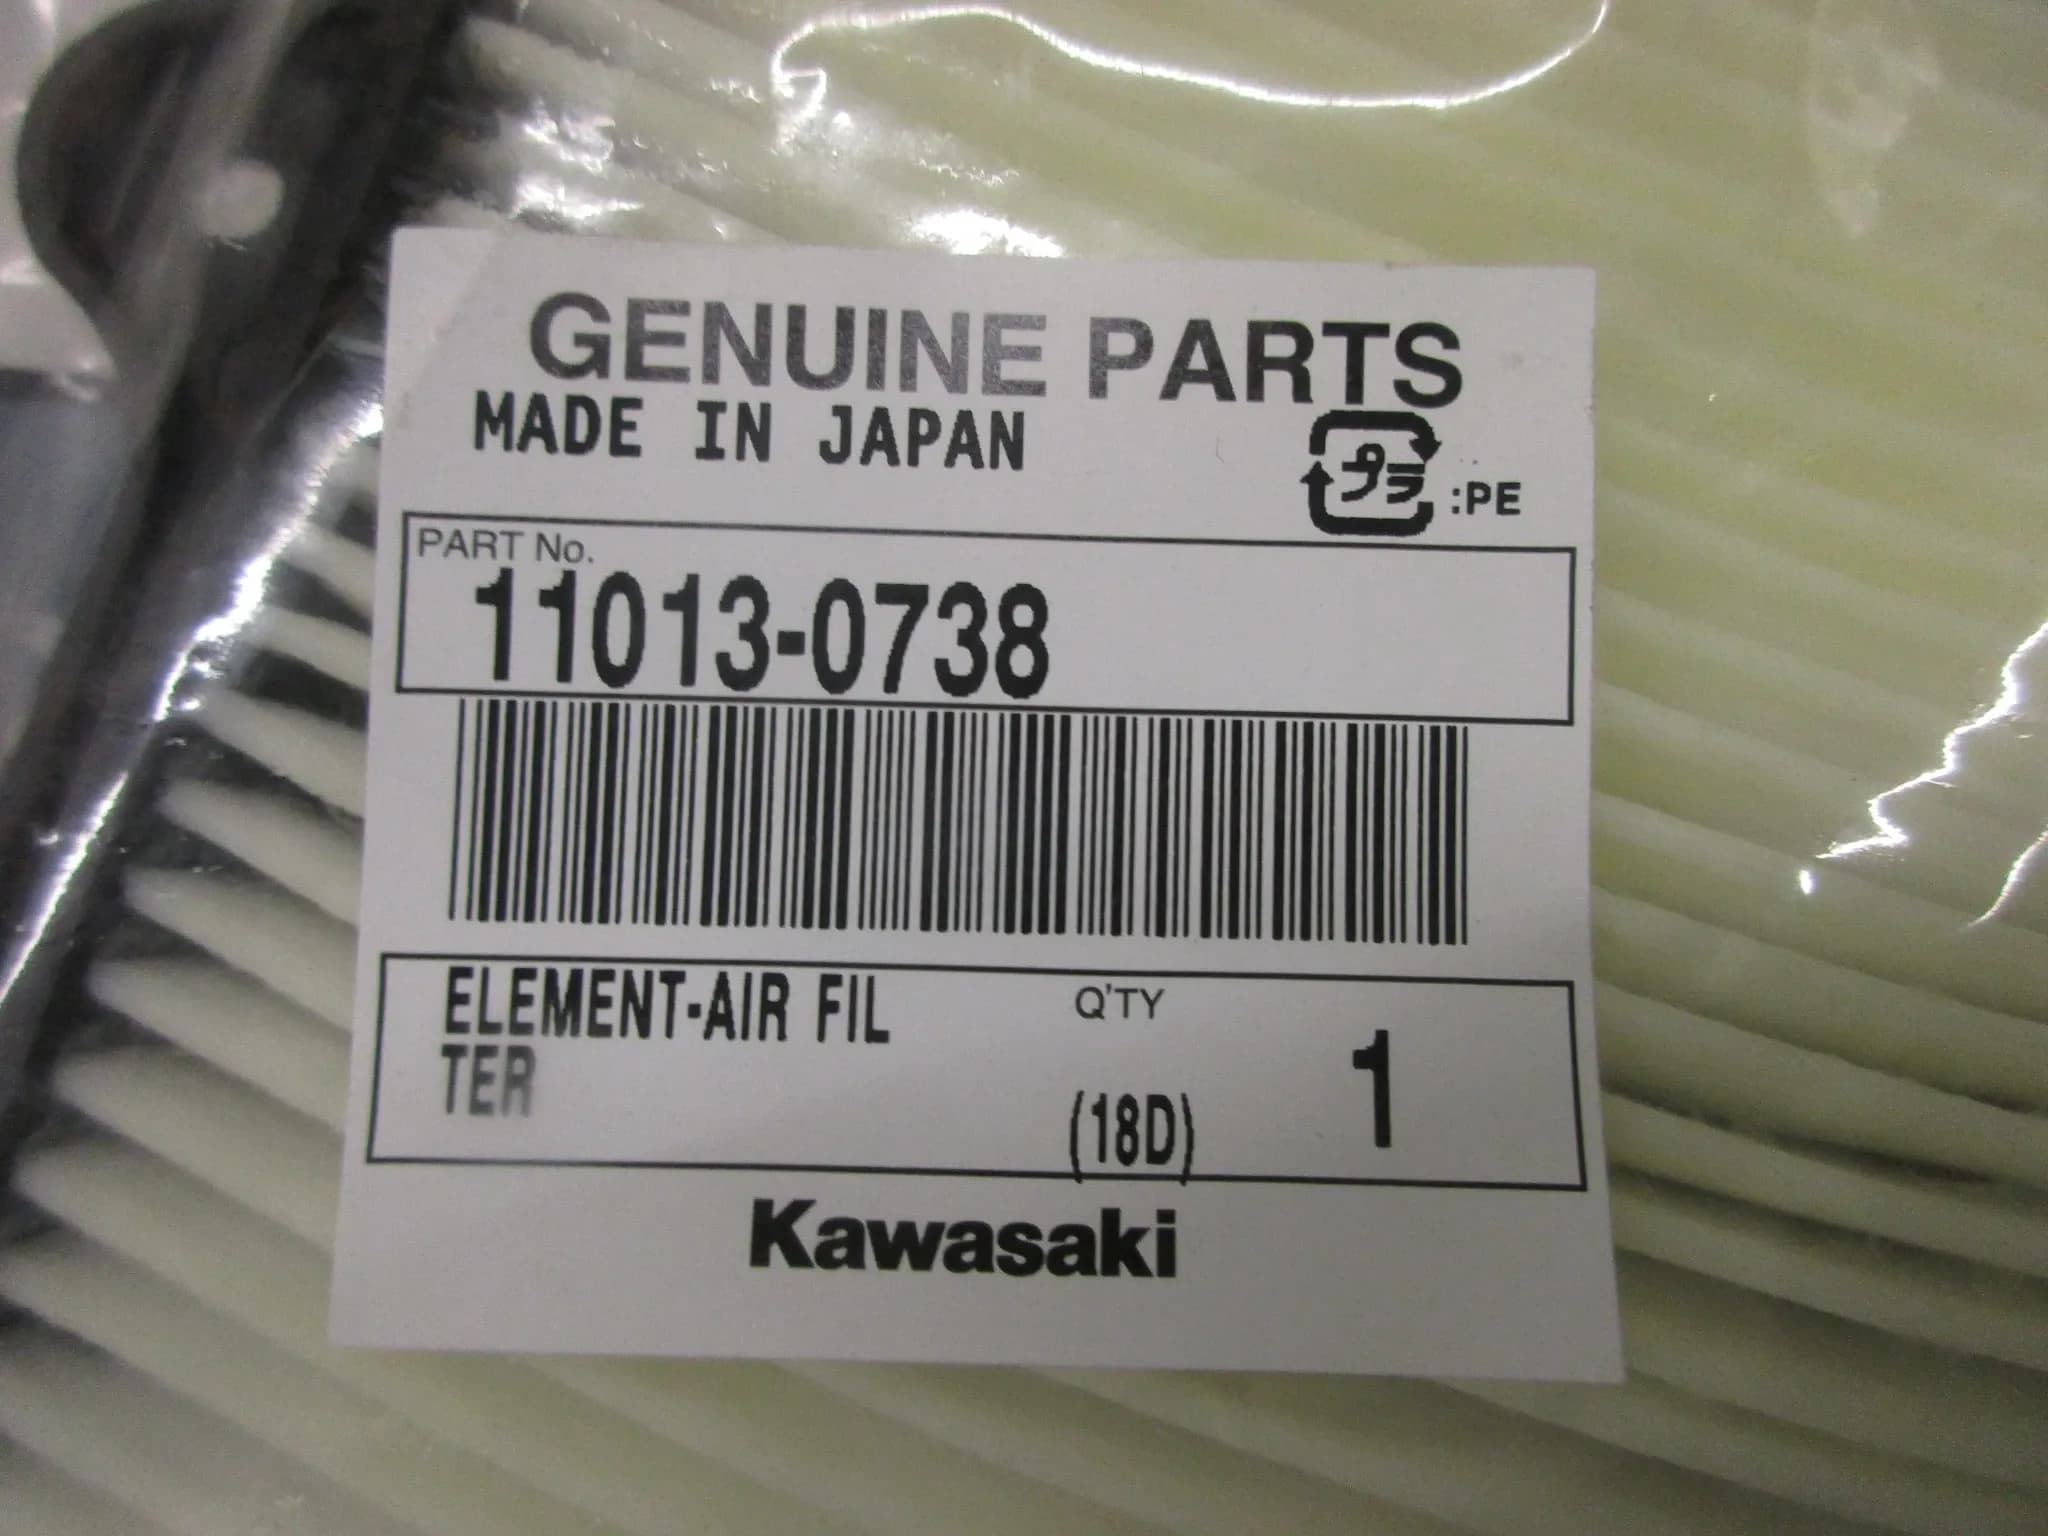 GENUINE PARTS
MADE IN JAPAN
プラ :PE
PART No.
11013-0738
ELEMENT-AIR FIL
TER
Q'TY
(18D)
1
Kawasaki